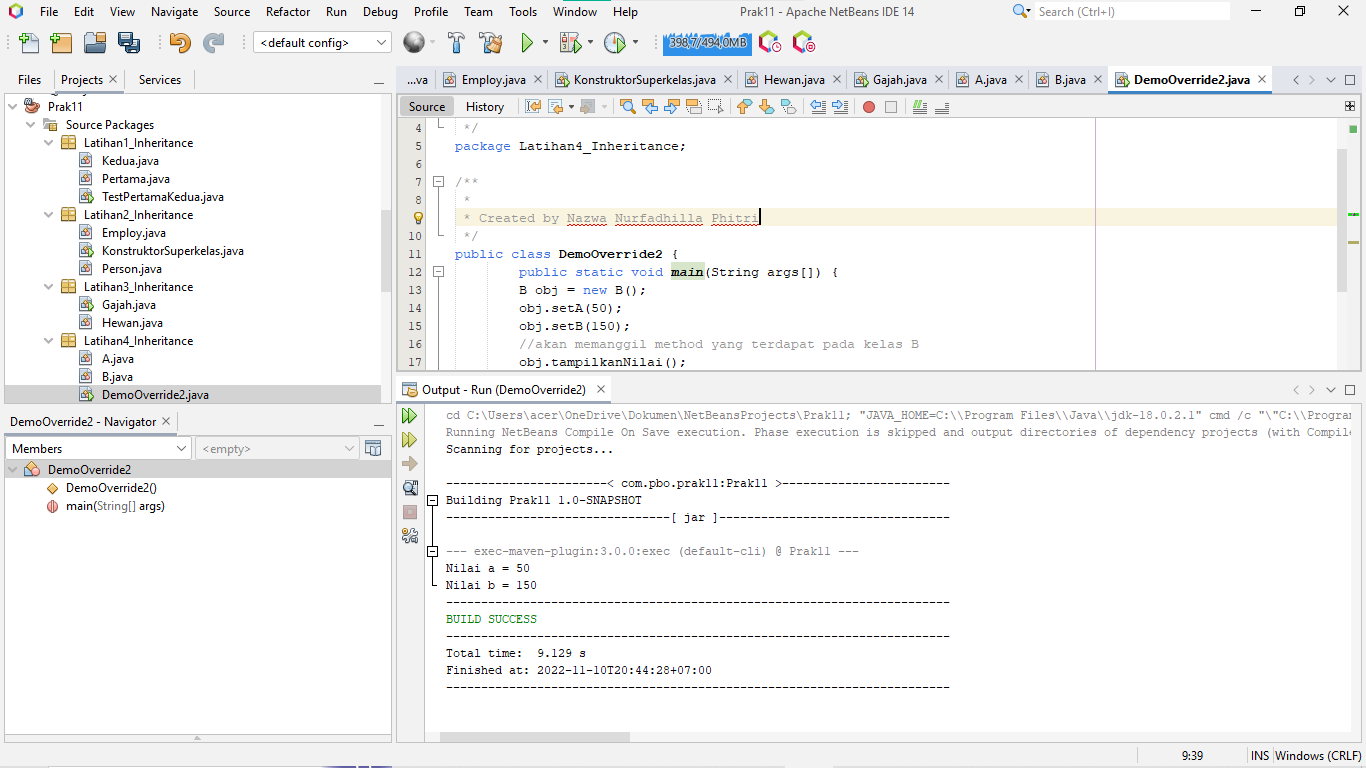 File Edit View Navigate Source Refactor Run Debug Profile Team Tools Window Help Prak11 - Apache NetBeans IDE 14 Search (Ctrl+I)
<default config> 398,7/494,0MB
Files Projects Services
Prak11
Source Packages
Latihan1_Inheritance
Kedua.java
Pertama.java
TestPertamaKedua.java
Latihan2_Inheritance
Employ.java
KonstruktorSuperkelas.java
Person.java
Latihan3_Inheritance
Gajah.java
Hewan.java
Latihan4_Inheritance
A.java
B.java
DemoOverride2.java
DemoOverride2 - Navigator
Members <empty>
DemoOverride2
DemoOverride2()
main(String[] args)
...va Employ.java KonstruktorSuperkelas.java Hewan.java Gajah.java A.java B.java DemoOverride2.java
Source History
4 */
5 package Latihan4_Inheritance;
6
7 /**
8 *
* Created by Nazwa Nurfadhilla Phitri
10 */
11 public class DemoOverride2 {
12 public static void main(String args[]) {
13 B obj = new B();
14 obj.setA(50);
15 obj.setB(150);
16 //akan memanggil method yang terdapat pada kelas B
17 obj.tampilkanNilai();
Output - Run (DemoOverride2)
cd C:\Users\acer\OneDrive\Dokumen\NetBeansProjects\Prak11; "JAVA_HOME=C:\\Program Files\\Java\\jdk-18.0.2.1" cmd /c "\"C:\\Progra
Running NetBeans Compile On Save execution. Phase execution is skipped and output directories of dependency projects (with Compile
Scanning for projects...
-----------------------< com.pbo.prak11:Prak11 >------------------------
Building Prak11 1.0-SNAPSHOT
--------------------------------[ jar ]---------------------------------
--- exec-maven-plugin:3.0.0:exec (default-cli) @ Prak11 ---
Nilai a = 50
Nilai b = 150
------------------------------------------------------------------------
BUILD SUCCESS
------------------------------------------------------------------------
Total time: 9.129 s
Finished at: 2022-11-10T20:44:28+07:00
------------------------------------------------------------------------
9:39 INS Windows (CRLF)